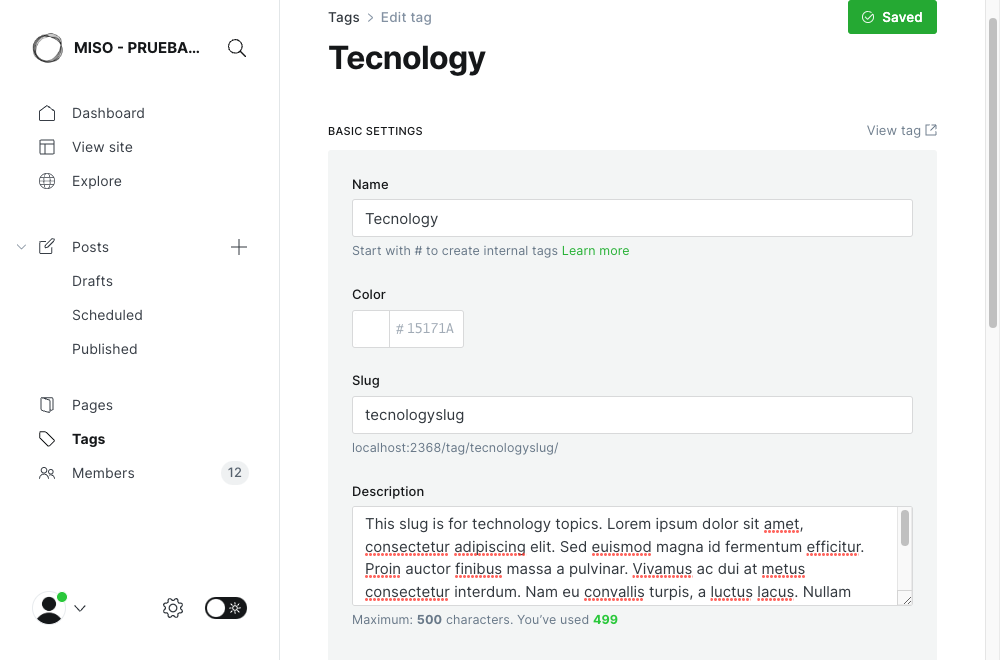 MISO - PRUEBA...
Dashboard
View site
Explore
Posts
Drafts
Scheduled
Published
Pages
Tags
Members 12
Tags > Edit tag
Saved
Tecnology
BASIC SETTINGS
View tag
Name
Tecnology
Start with # to create internal tags Learn more
Color
# 15171A
Slug
tecnologyslug
localhost:2368/tag/tecnologyslug/
Description
This slug is for technology topics. Lorem ipsum dolor sit amet,
consectetur adipiscing elit. Sed euismod magna id fermentum efficitur.
Proin auctor finibus massa a pulvinar. Vivamus ac dui at metus
consectetur interdum. Nam eu convallis turpis, a luctus lacus. Nullam
Maximum: 500 characters. You’ve used 499